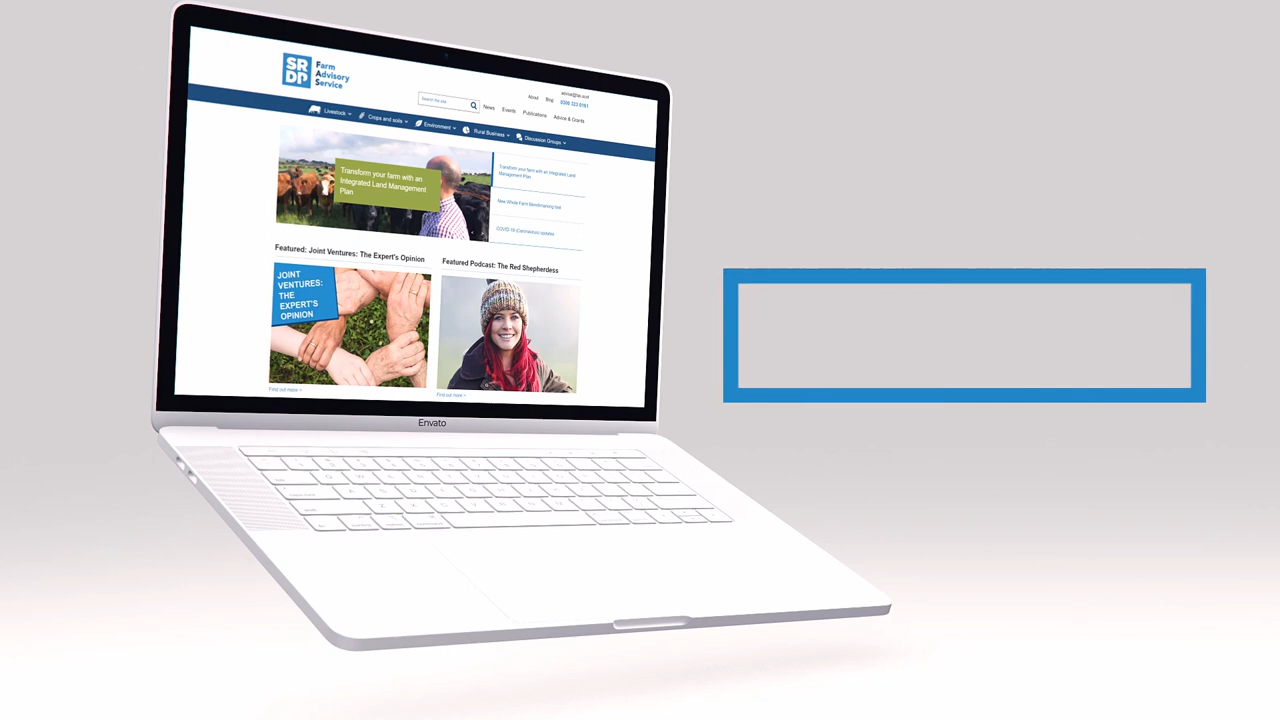 SR
DP
Farm
Advisory
Service
Search the site
News
Events
Publications
Advice & Grants
About
Blog
0300 323 0161
Livestock
Crops and soils
Environment
Rural Business
Discussion Groups
Transform your farm with an
Integrated Land Management
Plan
Transform your farm with an Integrated Land
Management Plan
New Whole Farm Benchmarking tool
COVID-19 (Coronavirus) updates
Featured: Joint Ventures: The Expert's Opinion
JOINT
VENTURES:
THE
EXPERT'S
OPINION
Find out more >
Featured Podcast: The Red Shepherdess
Find out more >
Envato